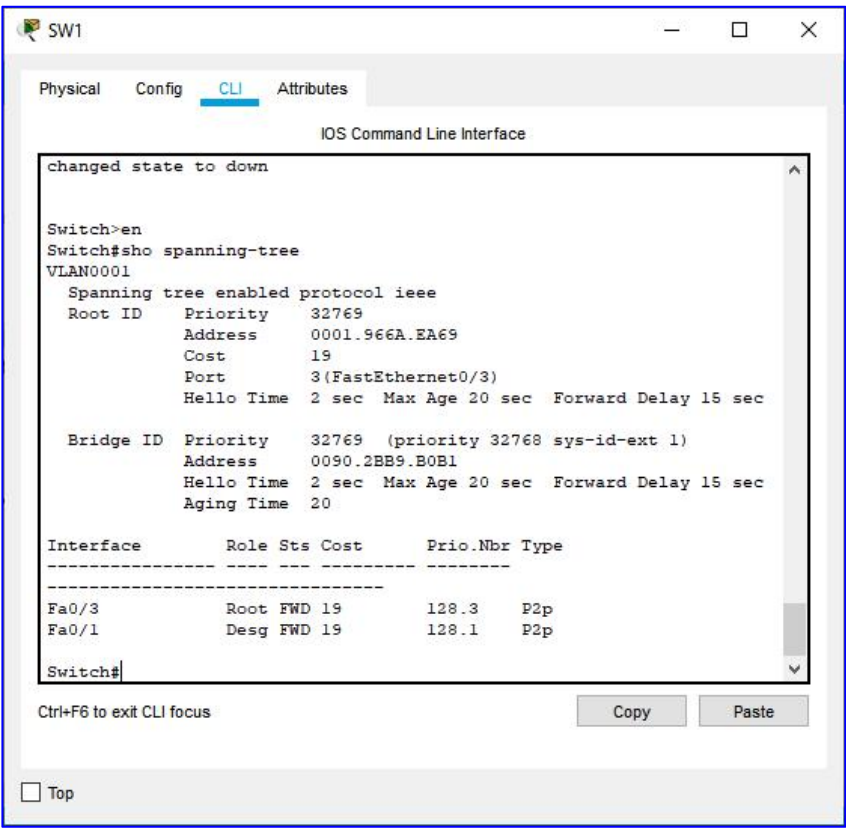 SW1
Physical Config CLI Attributes
IOS Command Line Interface
changed state to down
Switch>en
Switch#sho spanning-tree
VLAN0001
  Spanning tree enabled protocol ieee
  Root ID    Priority    32769
             Address     0001.966A.EA69
             Cost        19
             Port        3(FastEthernet0/3)
             Hello Time  2 sec  Max Age 20 sec  Forward Delay 15 sec
  Bridge ID  Priority    32769  (priority 32768 sys-id-ext 1)
             Address     0090.2BB9.B0B1
             Hello Time  2 sec  Max Age 20 sec  Forward Delay 15 sec
             Aging Time  20
Interface        Role Sts Cost      Prio.Nbr Type
---------------- ---- --- --------- --------
--------------------------------
Fa0/3            Root FWD 19        128.3    P2p
Fa0/1            Desg FWD 19        128.1    P2p
Switch#
Ctrl+F6 to exit CLI focus
Copy Paste
Top